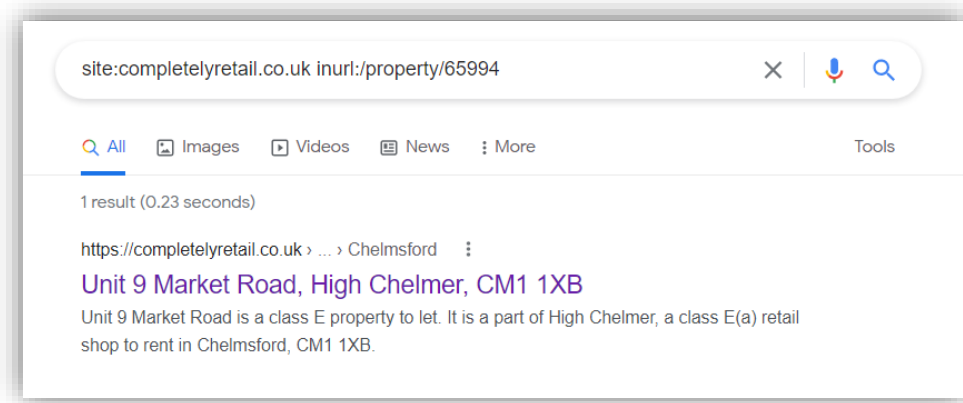 site:completelyretail.co.uk inurl:/property/65994
All Images Videos News More Tools
1 result (0.23 seconds)
https://completelyretail.co.uk › ... › Chelmsford
Unit 9 Market Road, High Chelmer, CM1 1XB
Unit 9 Market Road is a class E property to let. It is a part of High Chelmer, a class E(a) retail
shop to rent in Chelmsford, CM1 1XB.